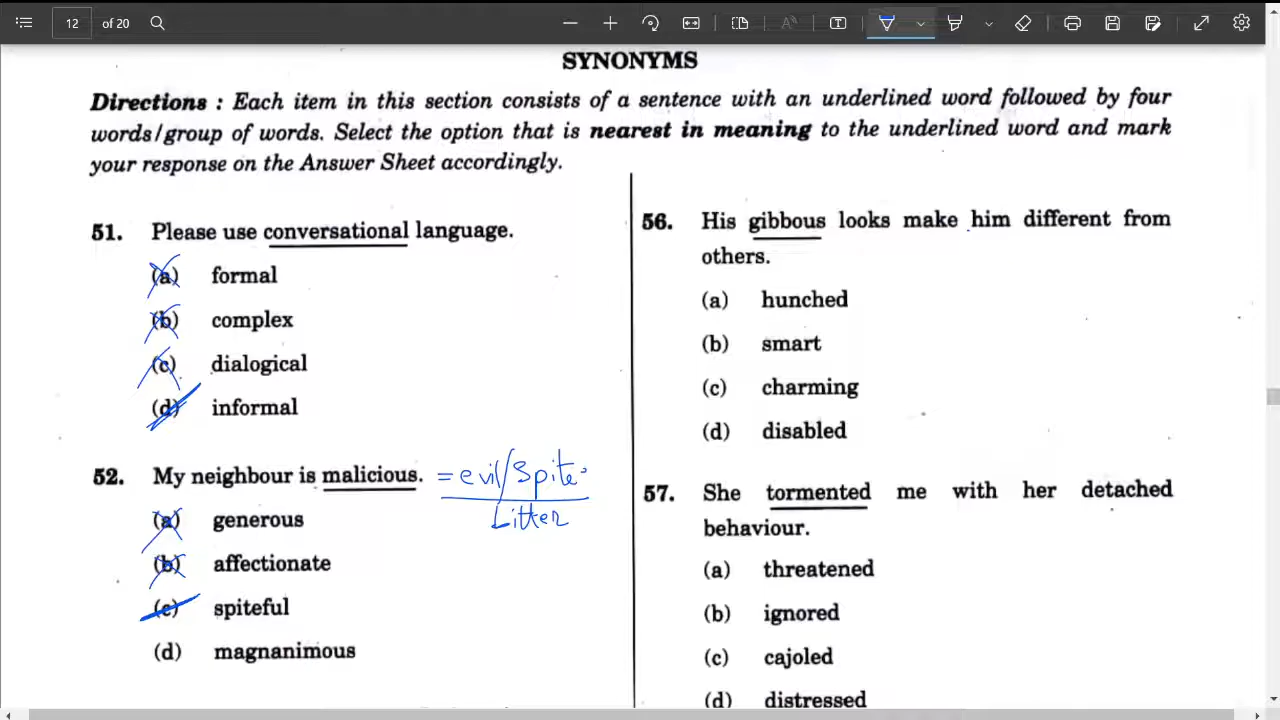 12 of 20
SYNONYMS
Directions : Each item in this section consists of a sentence with an underlined word followed by four
words/group of words. Select the option that is nearest in meaning to the underlined word and mark
your response on the Answer Sheet accordingly.
51. Please use conversational language.
(a) formal
(b) complex
(c) dialogical
(d) informal
52. My neighbour is malicious. = evil/Spite
Litter
(a) generous
(b) affectionate
(c) spiteful
(d) magnanimous
56. His gibbous looks make him different from
others.
(a) hunched
(b) smart
(c) charming
(d) disabled
57. She tormented me with her detached
behaviour.
(a) threatened
(b) ignored
(c) cajoled
(d) distressed